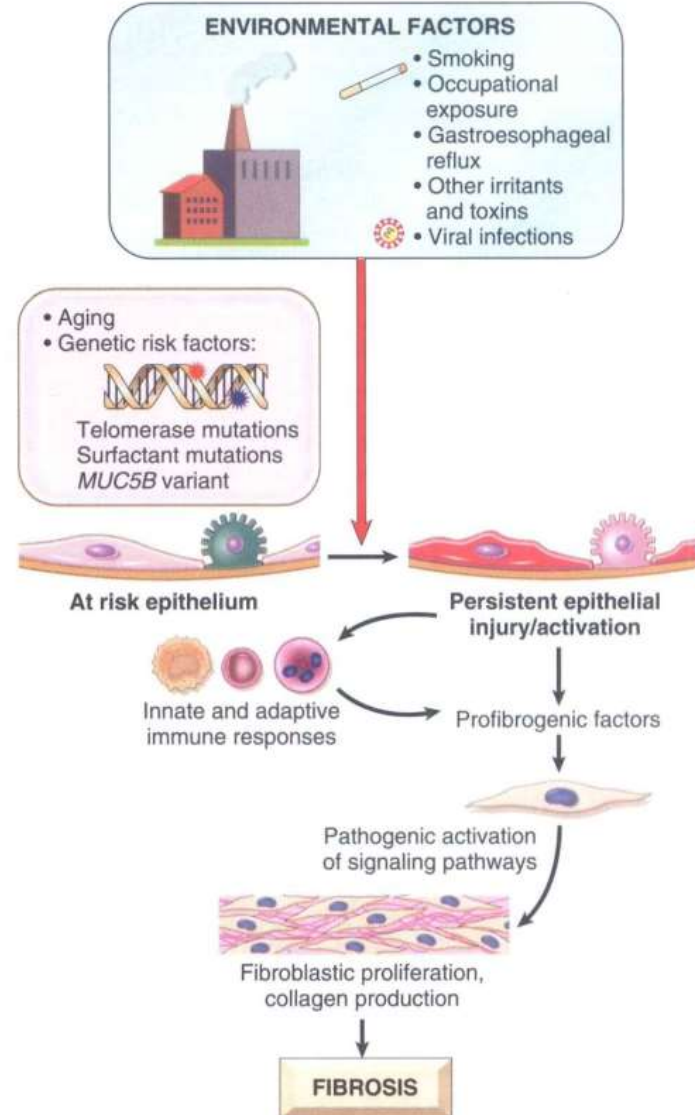 ENVIRONMENTAL FACTORS
• Smoking
• Occupational
exposure
• Gastroesophageal
reflux
• Other irritants
and toxins
• Viral infections
• Aging
• Genetic risk factors:
Telomerase mutations
Surfactant mutations
MUC5B variant
At risk epithelium
Persistent epithelial
injury/activation
Innate and adaptive
immune responses
Profibrogenic factors
Pathogenic activation
of signaling pathways
Fibroblastic proliferation,
collagen production
FIBROSIS